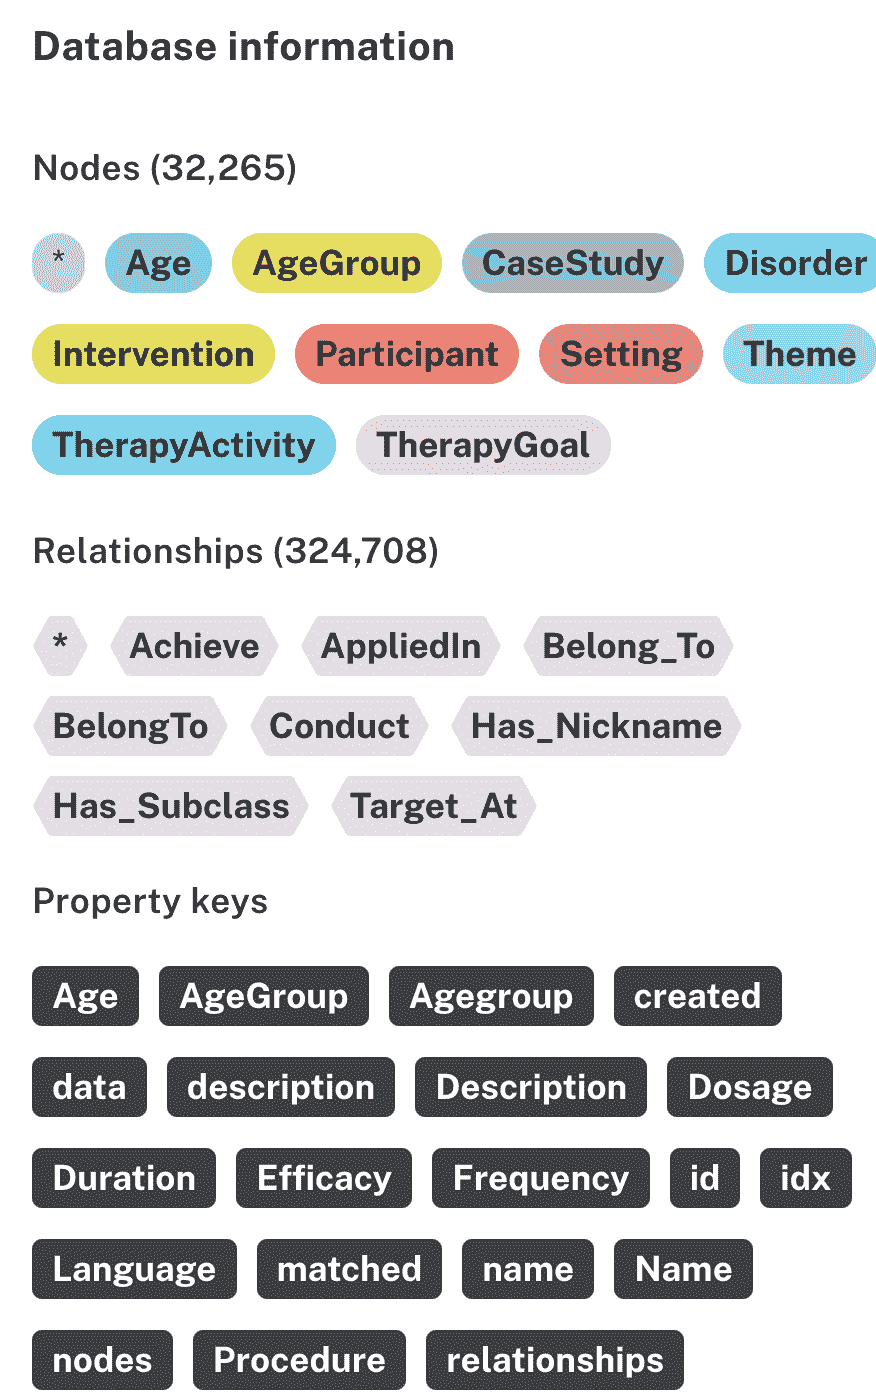 Database information
Nodes (32,265)
* Age AgeGroup CaseStudy Disorder
Intervention Participant Setting Theme
TherapyActivity TherapyGoal
Relationships (324,708)
* Achieve AppliedIn Belong_To
BelongTo Conduct Has_Nickname
Has_Subclass Target_At
Property keys
Age AgeGroup Agegroup created
data description Description Dosage
Duration Efficacy Frequency id idx
Language matched name Name
nodes Procedure relationships